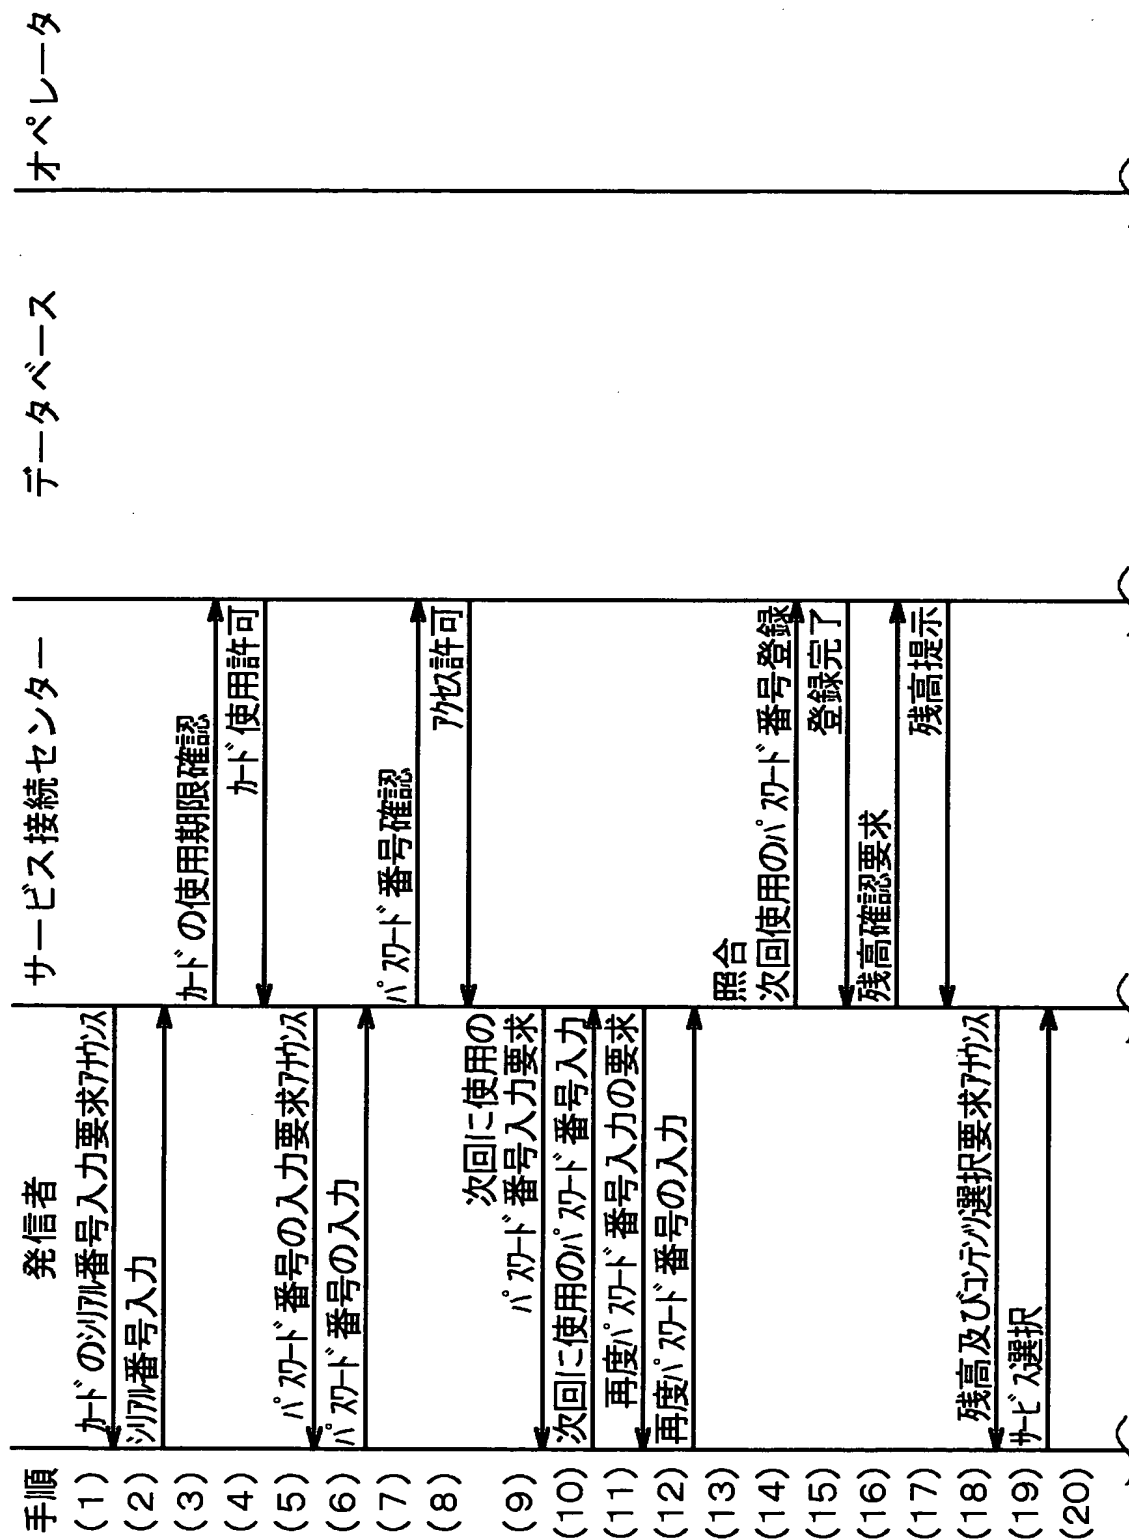 手順 発信者 サービス接続センター データベース オペレータ
(1) カードのシリアル番号入力要求アナウンス
(2) シリアル番号入力
(3) カードの使用期限確認
(4) カード使用許可
(5) パスワード番号の入力要求アナウンス
(6) パスワード番号の入力
(7) パスワード番号確認
(8) アクセス許可
次回に使用の
(9) パスワード番号入力要求
(10) 次回に使用のパスワード番号入力
(11) 再度パスワード番号入力の要求
(12) 再度パスワード番号の入力
(13) 照合
(14) 次回使用のパスワード番号登録
(15) 登録完了
(16) 残高確認要求
(17) 残高提示
(18) 残高及びコンテンツ選択要求アナウンス
(19) サービス選択
(20)